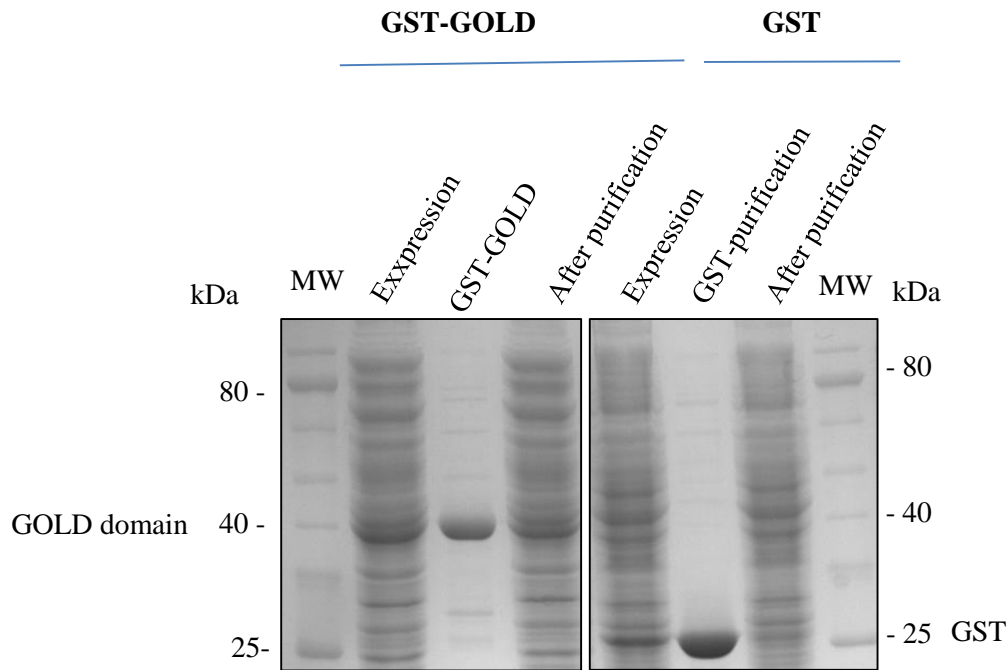 GST-GOLD GST
MW Exxpression GST-GOLD After purification Expression GST-purification After purification MW
kDa kDa
80 - - 80
GOLD domain 40 - - 40
25- - 25 GST